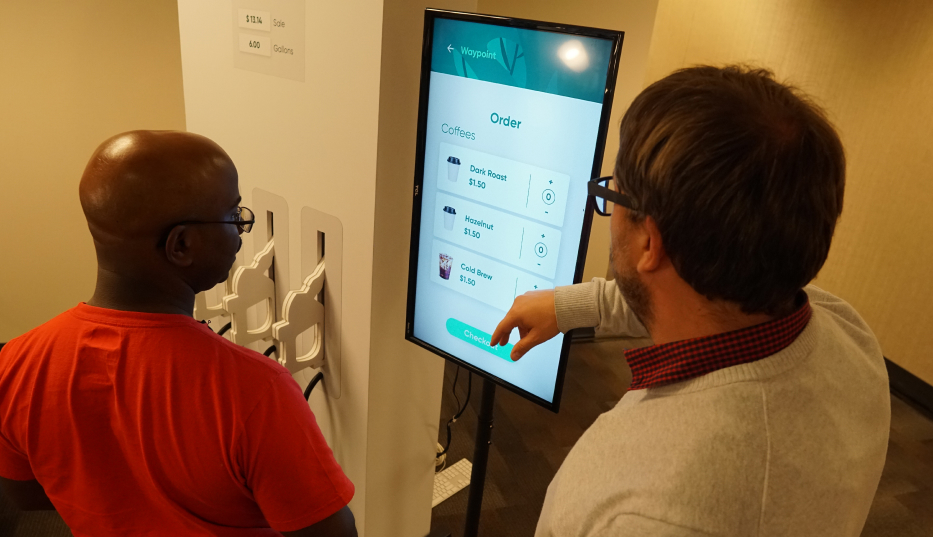 $ 13.14 Sale
6.00 Gallons
← Waypoint
Order
Coffees
Dark Roast
$1.50
+
0
-
Hazelnut
$1.50
+
0
-
Cold Brew
$1.50
+
TCL